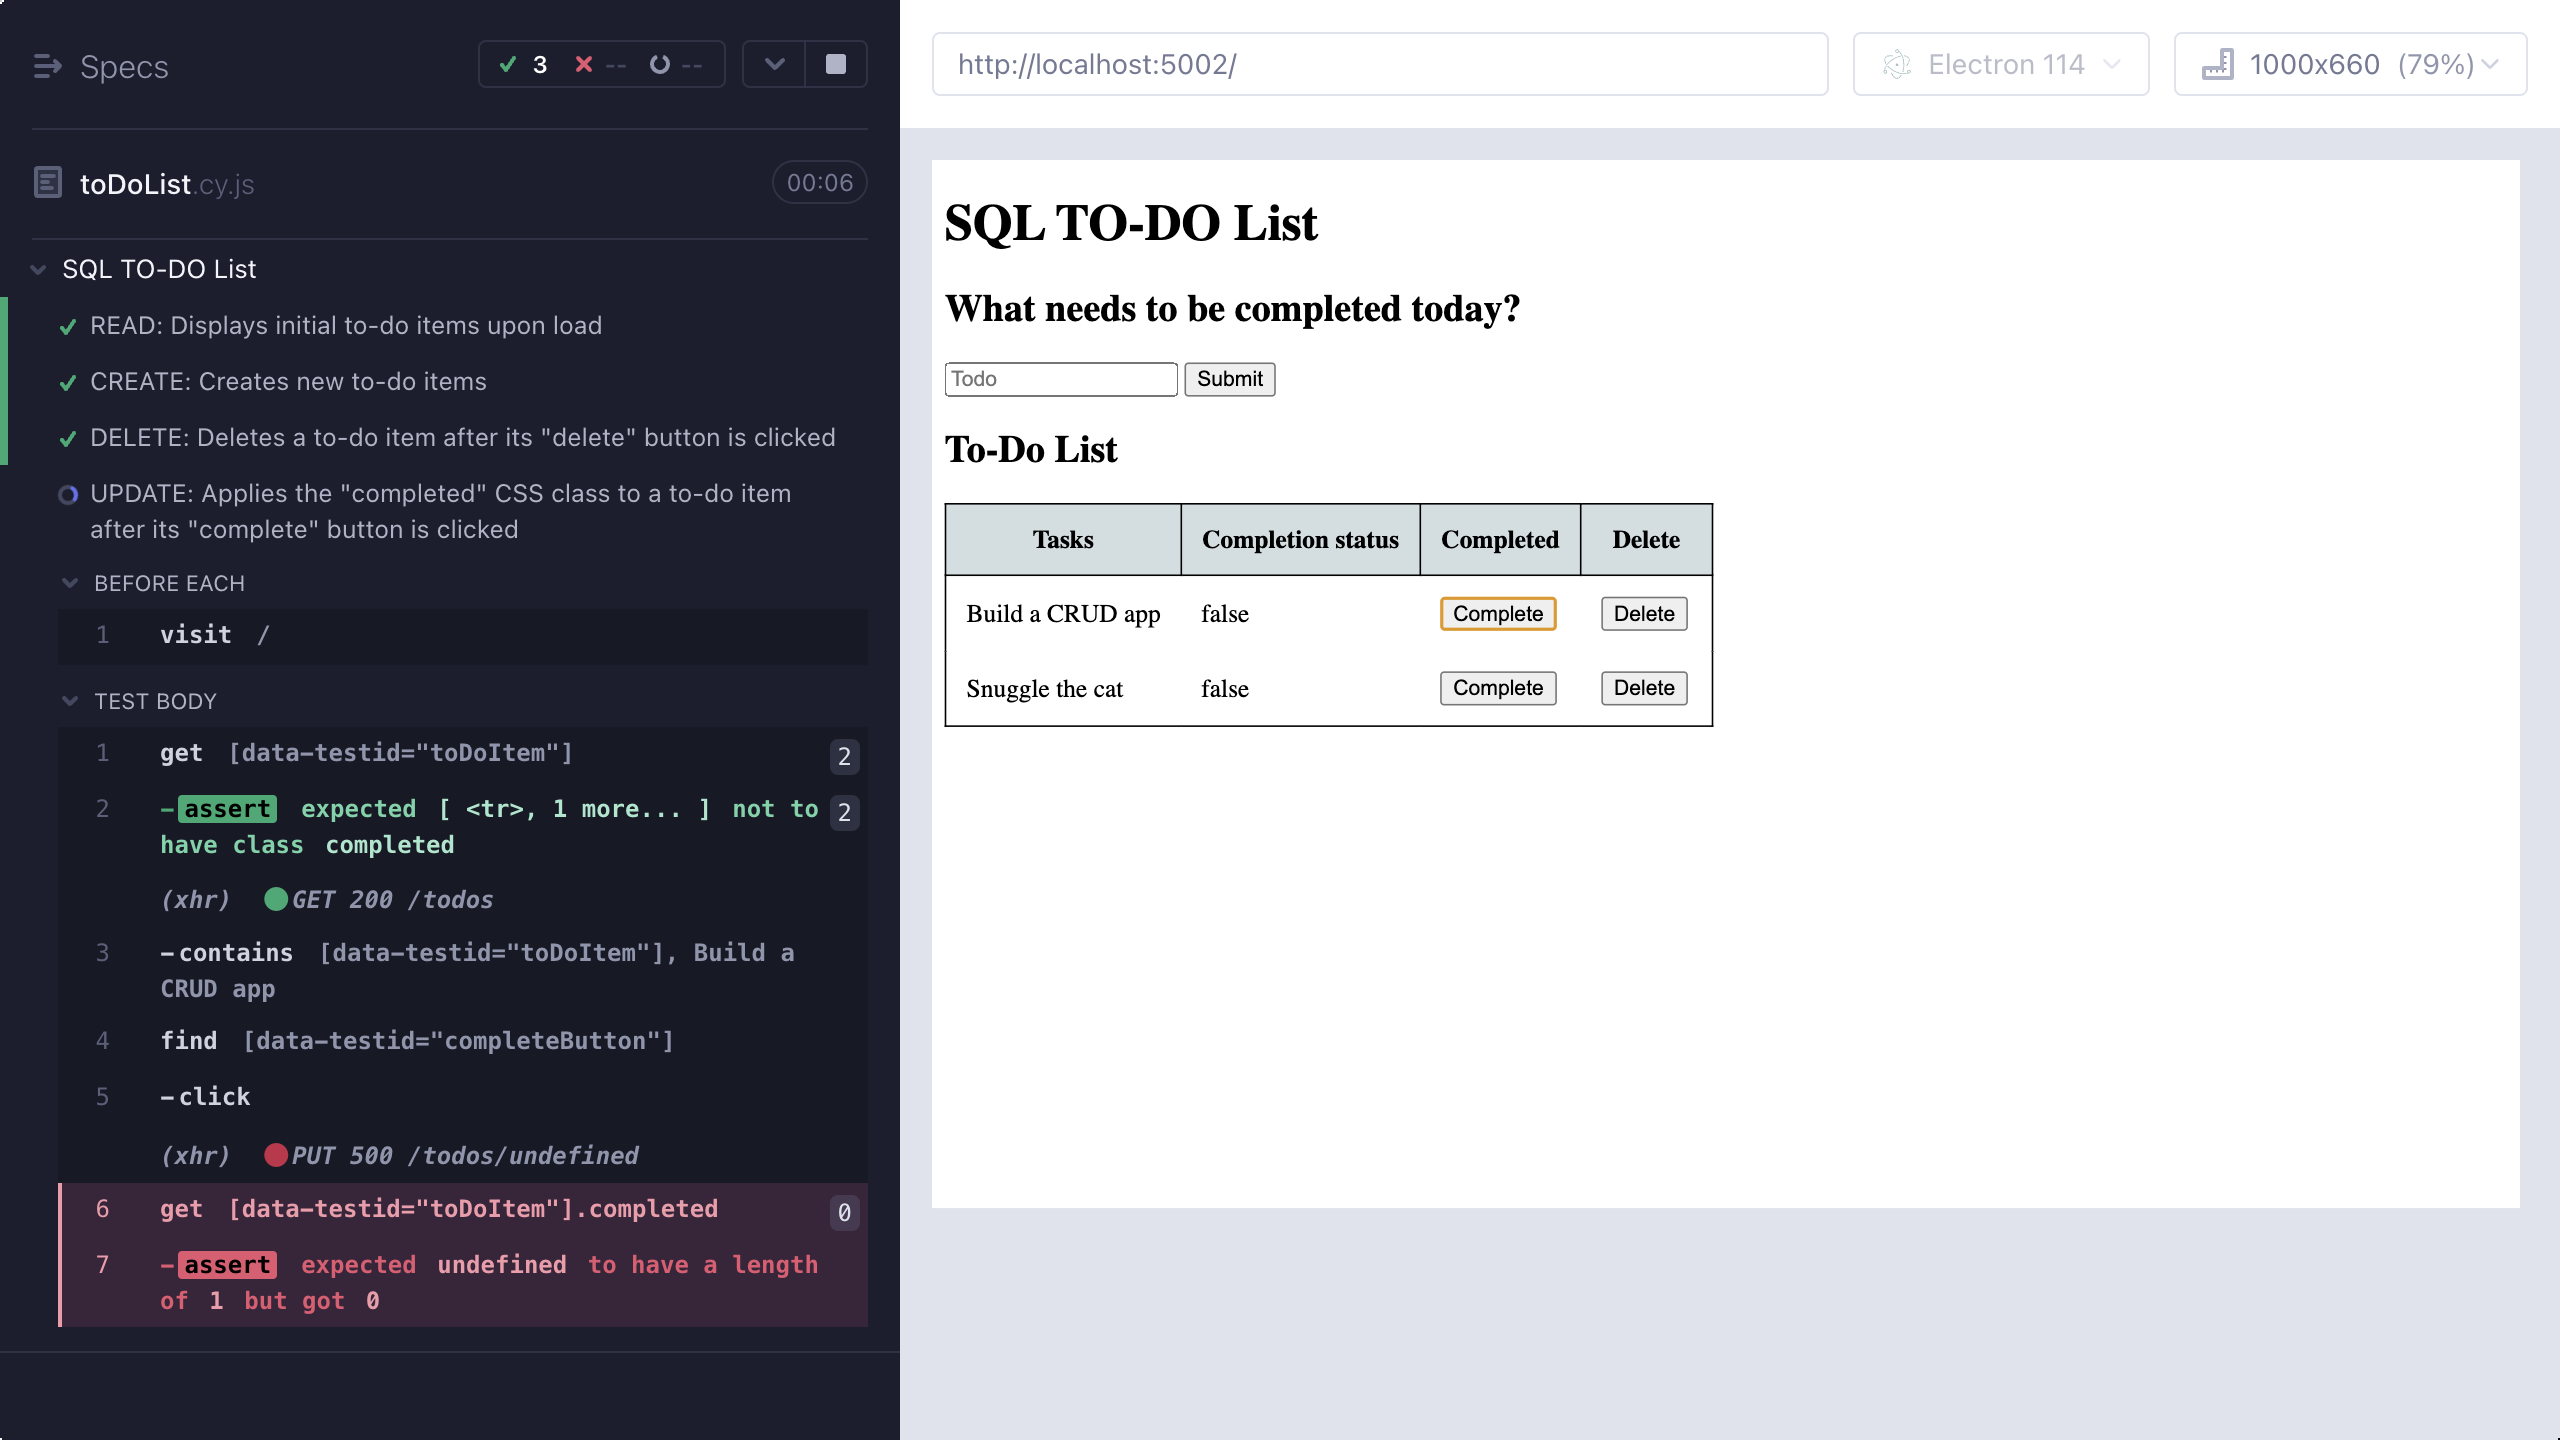 Specs
3 -- --
toDoList.cy.js
00:06
SQL TO-DO List
READ: Displays initial to-do items upon load
CREATE: Creates new to-do items
DELETE: Deletes a to-do item after its "delete" button is clicked
UPDATE: Applies the "completed" CSS class to a to-do item
after its "complete" button is clicked
BEFORE EACH
1 visit /
TEST BODY
1 get [data-testid="toDoItem"] 2
2 -assert expected [ <tr>, 1 more... ] not to 2
have class completed
(xhr) GET 200 /todos
3 -contains [data-testid="toDoItem"], Build a
CRUD app
4 find [data-testid="completeButton"]
5 -click
(xhr) PUT 500 /todos/undefined
6 get [data-testid="toDoItem"].completed 0
7 -assert expected undefined to have a length
of 1 but got 0
http://localhost:5002/
Electron 114
1000x660 (79%)
SQL TO-DO List
What needs to be completed today?
Todo Submit
To-Do List
Tasks Completion status Completed Delete
Build a CRUD app false Complete Delete
Snuggle the cat false Complete Delete